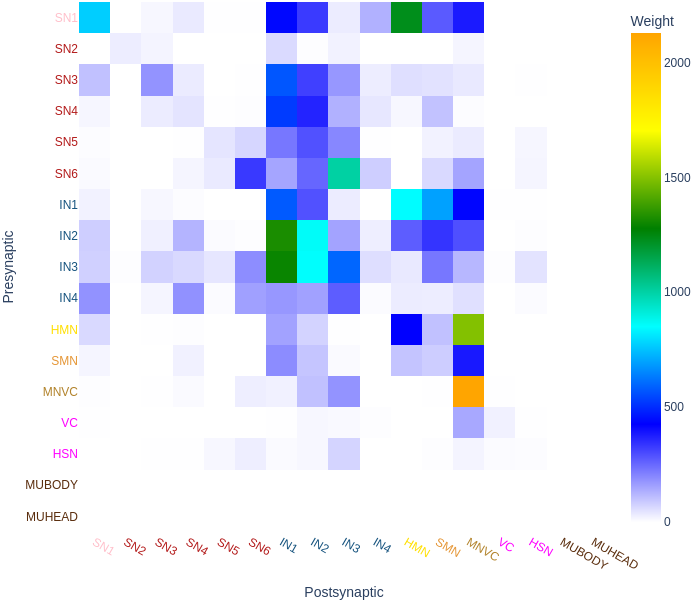 Weight
SN1
SN2
SN3
SN4
SN5
SN6
IN1
IN2
IN3
IN4
HMN
SMN
MNVC
VC
HSN
MUBODY
MUHEAD
Presynaptic
2000
1500
1000
500
0
SN1 SN2 SN3 SN4 SN5 SN6 IN1 IN2 IN3 IN4 HMN SMN MNVC VC HSN MUBODY MUHEAD
Postsynaptic